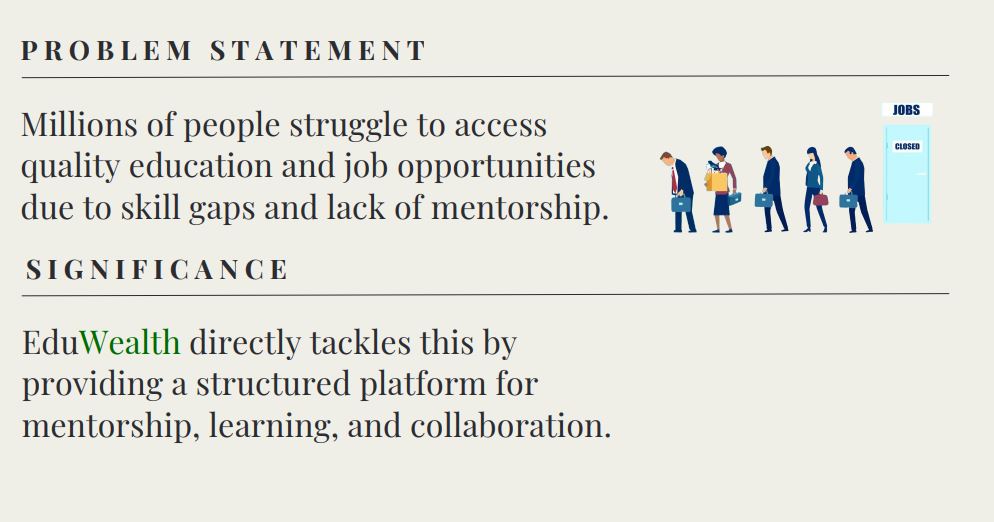 PROBLEM STATEMENT
Millions of people struggle to access
quality education and job opportunities
due to skill gaps and lack of mentorship.
JOBS
CLOSED
SIGNIFICANCE
EduWealth directly tackles this by
providing a structured platform for
mentorship, learning, and collaboration.